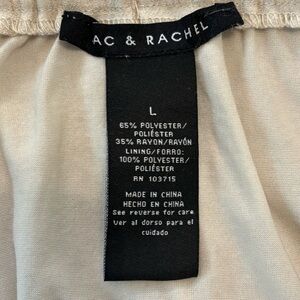 AC & RACHEL
L
65% POLYESTER/
POLIÉSTER
35% RAYON/RAYÓN
LINING/FORRO:
100% POLYESTER/
POLIÉSTER
RN 103715
MADE IN CHINA
HECHO EN CHINA
See reverse for care
Ver al dorso para el
cuidado